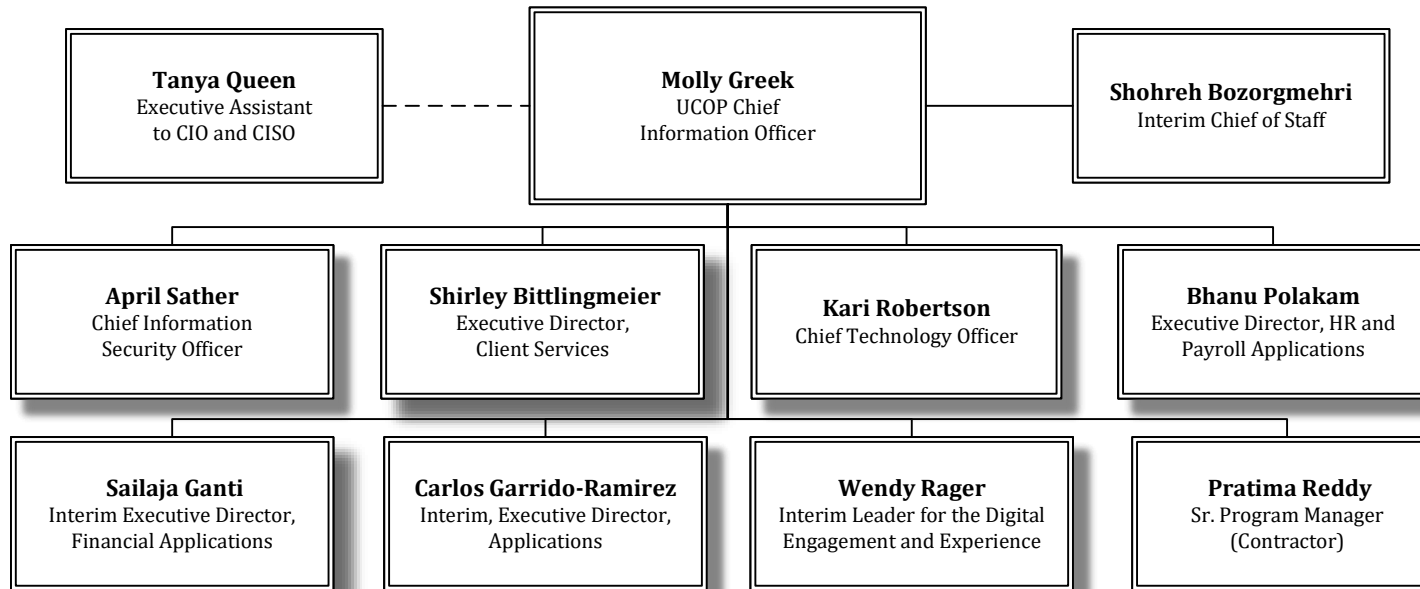 Tanya Queen
Executive Assistant
to CIO and CISO
Molly Greek
UCOP Chief
Information Officer
Shohreh Bozorgmehri
Interim Chief of Staff
April Sather
Chief Information
Security Officer
Shirley Bittlingmeier
Executive Director,
Client Services
Kari Robertson
Chief Technology Officer
Bhanu Polakam
Executive Director, HR and
Payroll Applications
Sailaja Ganti
Interim Executive Director,
Financial Applications
Carlos Garrido-Ramirez
Interim, Executive Director,
Applications
Wendy Rager
Interim Leader for the Digital
Engagement and Experience
Pratima Reddy
Sr. Program Manager
(Contractor)